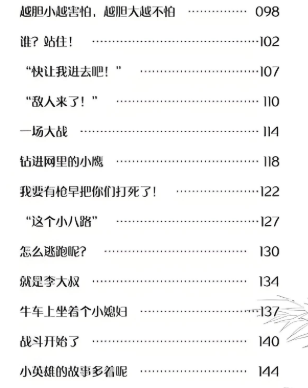 越胆小越害怕，越胆大越不怕 ………… 098
谁？站住！ ………… 102
“快让我进去吧！” ………… 107
“敌人来了！” ………… 110
一场大战 ………… 114
钻进网里的小鹰 ………… 118
我要有枪早把你们打死了！ ………… 122
“这个小八路” ………… 127
怎么逃跑呢？ ………… 130
就是李大叔 ………… 134
牛车上坐着个小媳妇 ………… 137
战斗开始了 ………… 140
小英雄的故事多着呢 ………… 144